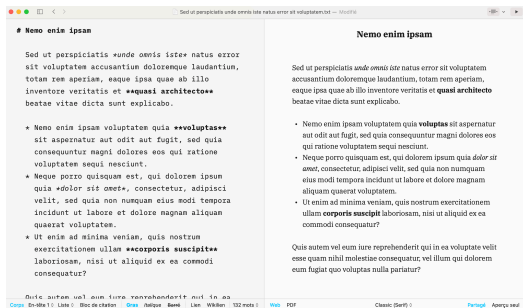 Sed ut perspiciatis unde omnis iste natus error sit voluptatem.txt — Modifié
# Nemo enim ipsam
Sed ut perspiciatis *unde omnis iste* natus error
sit voluptatem accusantium doloremque laudantium,
totam rem aperiam, eaque ipsa quae ab illo
inventore veritatis et **quasi architecto**
beatae vitae dicta sunt explicabo.
* Nemo enim ipsam voluptatem quia **voluptas**
sit aspernatur aut odit aut fugit, sed quia
consequuntur magni dolores eos qui ratione
voluptatem sequi nesciunt.
* Neque porro quisquam est, qui dolorem ipsum
quia *dolor sit amet*, consectetur, adipisci
velit, sed quia non numquam eius modi tempora
incidunt ut labore et dolore magnam aliquam
quaerat voluptatem.
* Ut enim ad minima veniam, quis nostrum
exercitationem ullam **corporis suscipit**
laboriosam, nisi ut aliquid ex ea commodi
consequatur?
Quis autem vel eum iure reprehenderit qui in ea
Corps En-tête 1 Liste Bloc de citation Gras Italique Barré Lien Wikilien 132 mots
Nemo enim ipsam
Sed ut perspiciatis unde omnis iste natus error sit voluptatem
accusantium doloremque laudantium, totam rem aperiam,
eaque ipsa quae ab illo inventore veritatis et quasi architecto
beatae vitae dicta sunt explicabo.
• Nemo enim ipsam voluptatem quia voluptas sit aspernatur
aut odit aut fugit, sed quia consequuntur magni dolores eos
qui ratione voluptatem sequi nesciunt.
• Neque porro quisquam est, qui dolorem ipsum quia dolor sit
amet, consectetur, adipisci velit, sed quia non numquam
eius modi tempora incidunt ut labore et dolore magnam
aliquam quaerat voluptatem.
• Ut enim ad minima veniam, quis nostrum exercitationem
ullam corporis suscipit laboriosam, nisi ut aliquid ex ea
commodi consequatur?
Quis autem vel eum iure reprehenderit qui in ea voluptate velit
esse quam nihil molestiae consequatur, vel illum qui dolorem
eum fugiat quo voluptas nulla pariatur?
Web PDF Classic (Serif) Partagé Aperçu seul